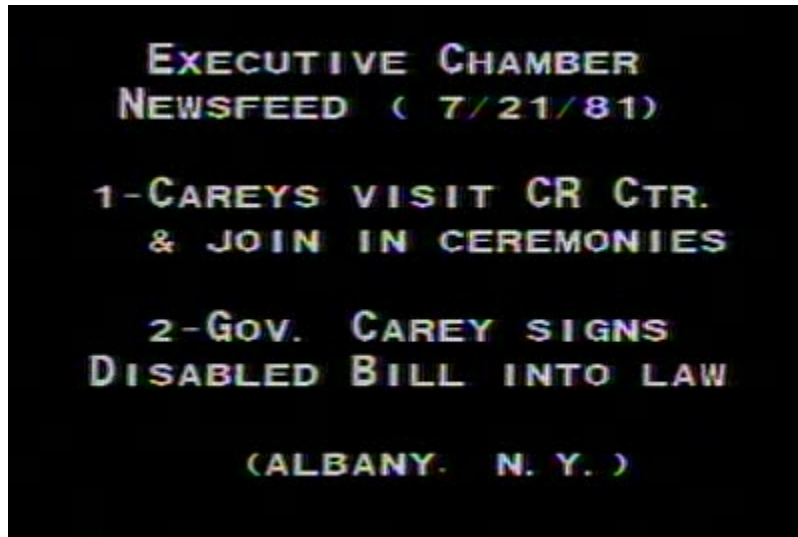 EXECUTIVE CHAMBER
NEWSFEED ( 7/21/81)
1-CAREYS VISIT CR CTR.
& JOIN IN CEREMONIES
2-GOV. CAREY SIGNS
DISABLED BILL INTO LAW
(ALBANY. N.Y.)